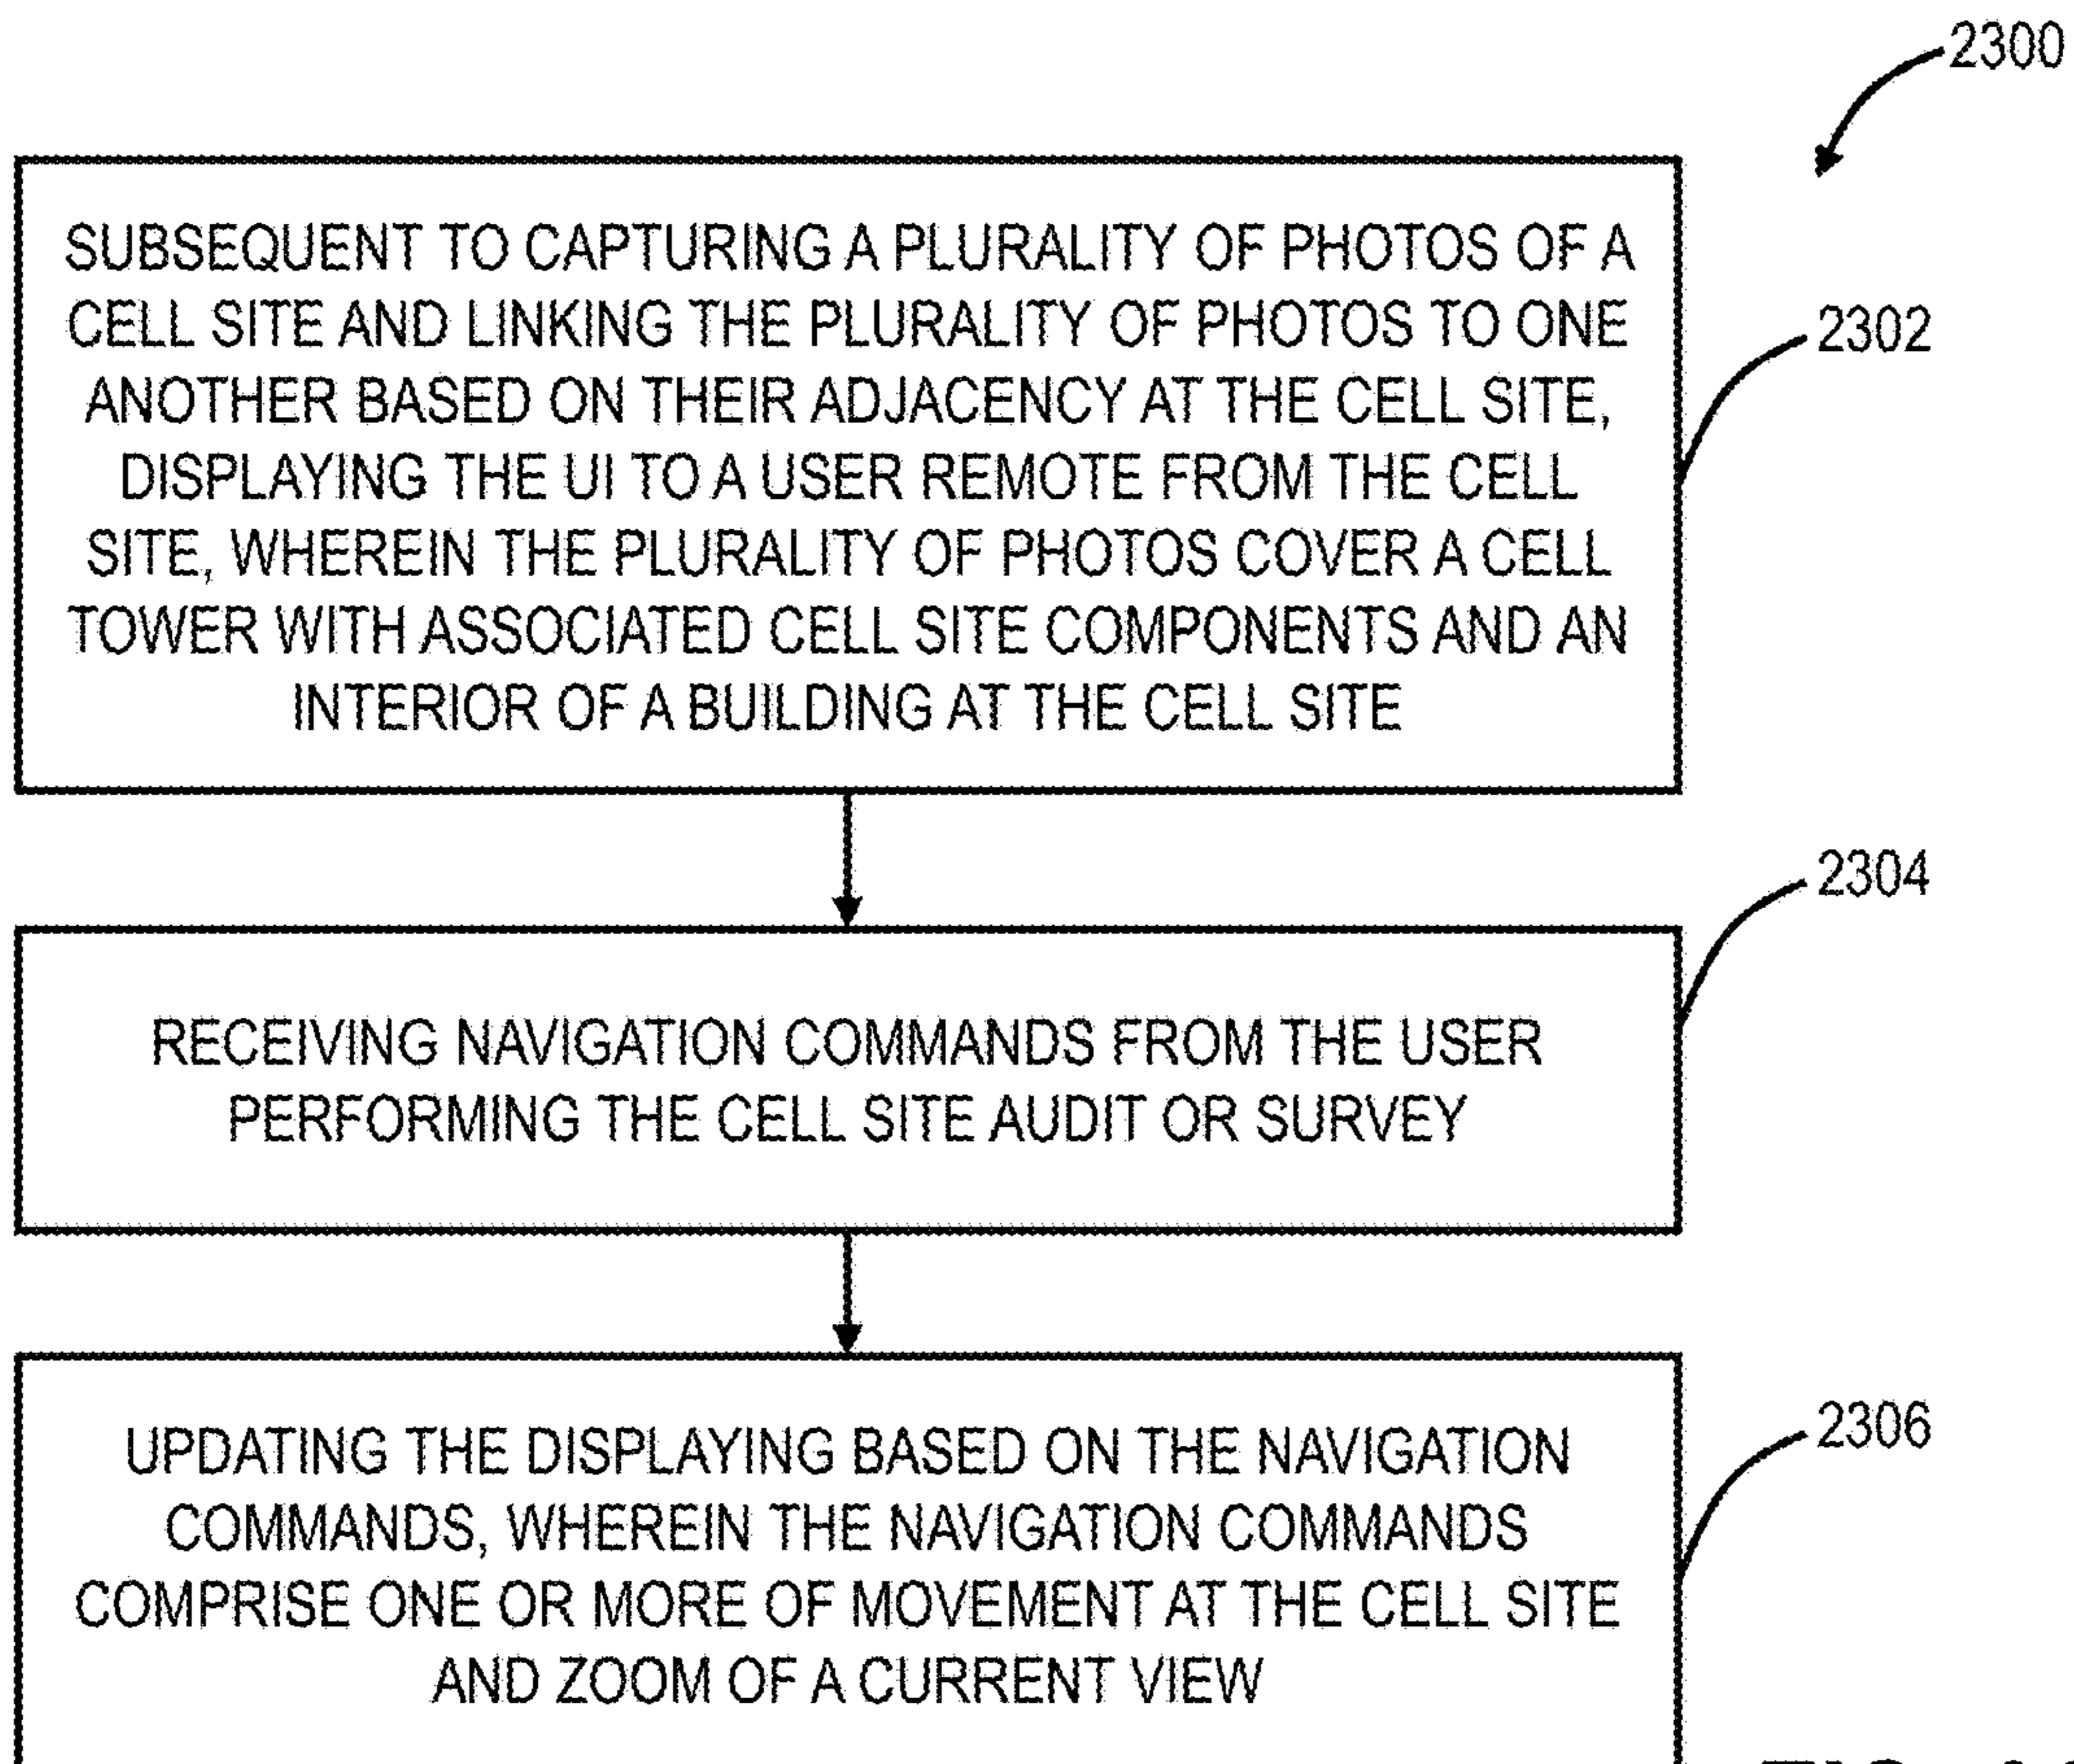 2300
SUBSEQUENT TO CAPTURING A PLURALITY OF PHOTOS OF A
CELL SITE AND LINKING THE PLURALITY OF PHOTOS TO ONE
ANOTHER BASED ON THEIR ADJACENCY AT THE CELL SITE,
DISPLAYING THE UI TO A USER REMOTE FROM THE CELL
SITE, WHEREIN THE PLURALITY OF PHOTOS COVER A CELL
TOWER WITH ASSOCIATED CELL SITE COMPONENTS AND AN
INTERIOR OF A BUILDING AT THE CELL SITE
2302
RECEIVING NAVIGATION COMMANDS FROM THE USER
PERFORMING THE CELL SITE AUDIT OR SURVEY
2304
UPDATING THE DISPLAYING BASED ON THE NAVIGATION
COMMANDS, WHEREIN THE NAVIGATION COMMANDS
COMPRISE ONE OR MORE OF MOVEMENT AT THE CELL SITE
AND ZOOM OF A CURRENT VIEW
2306